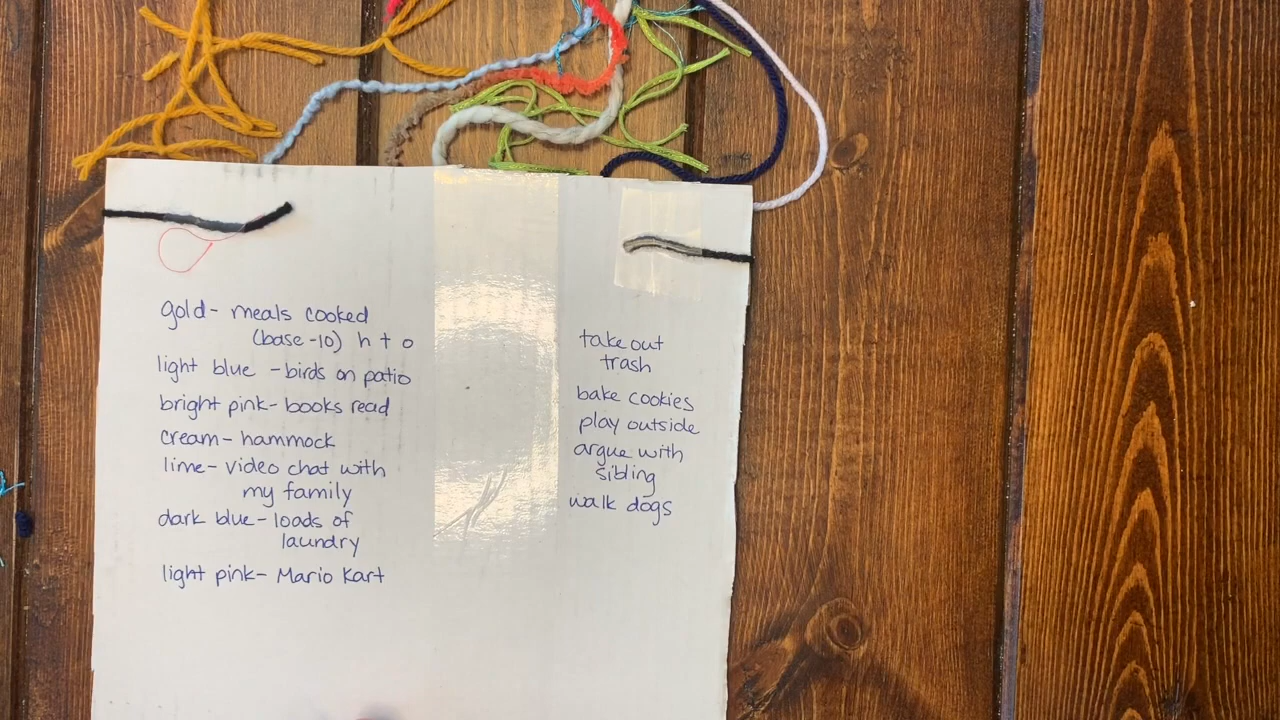 gold- meals cooked
(base-10) h t o
light blue - birds on patio
bright pink- books read
cream- hammock
lime- video chat with
my family
dark blue- loads of
laundry
light pink- Mario Kart
take out
trash
bake cookies
play outside
argue with
sibling
walk dogs